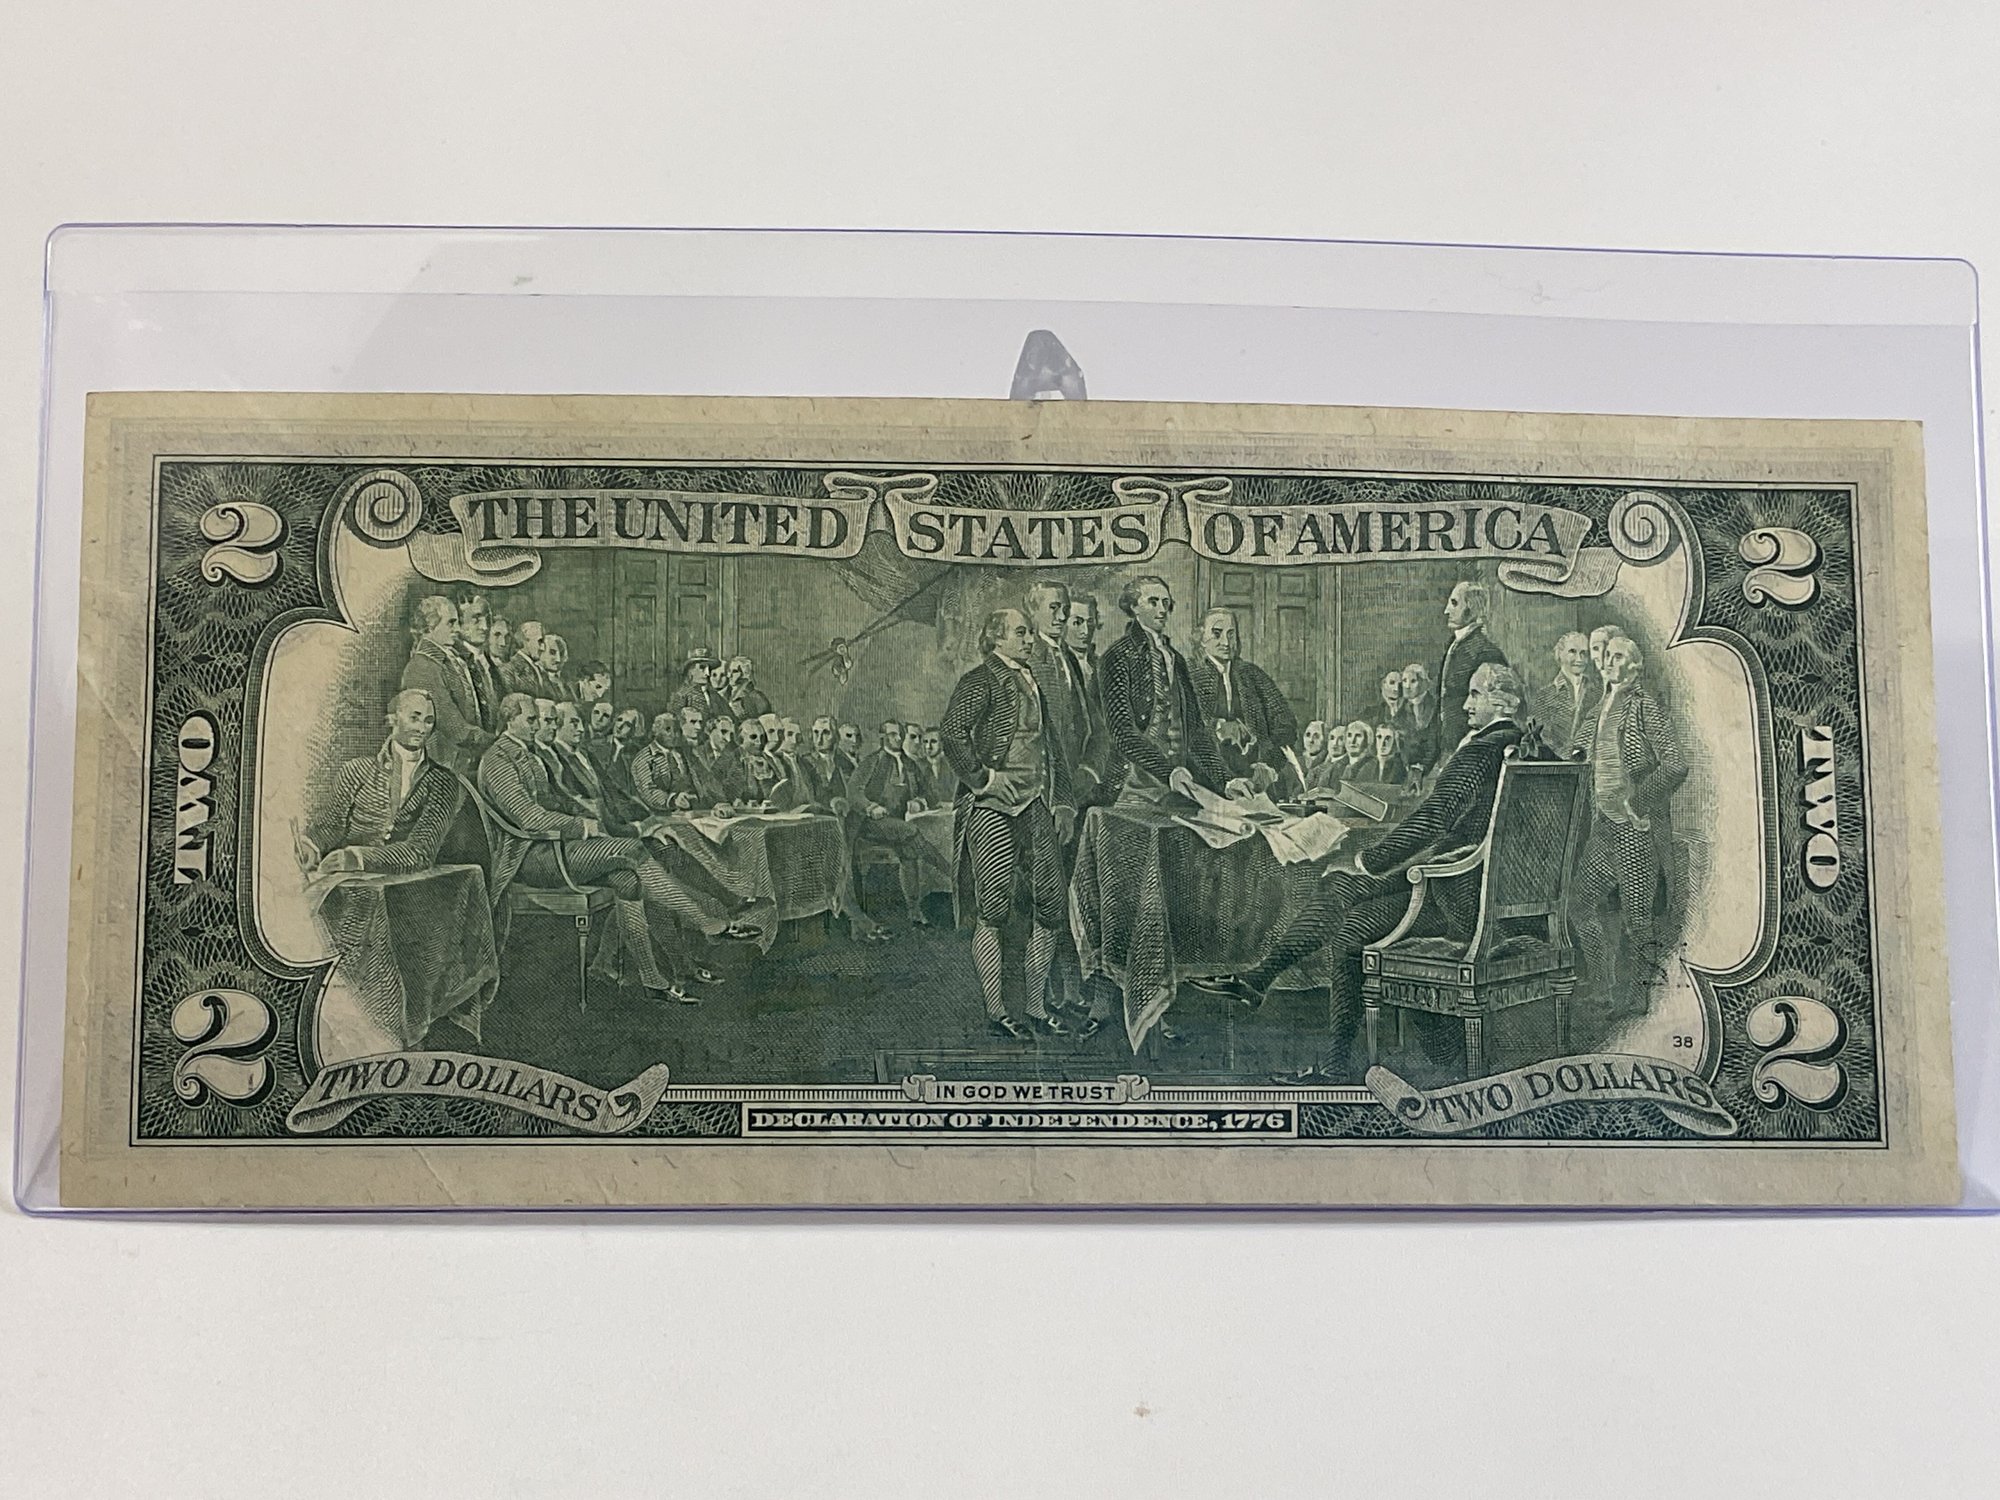 THE UNITED STATES OF AMERICA
2 2
TWO TWO
2 2
38
TWO DOLLARS IN GOD WE TRUST TWO DOLLARS
DECLARATION OF INDEPENDENCE, 1776